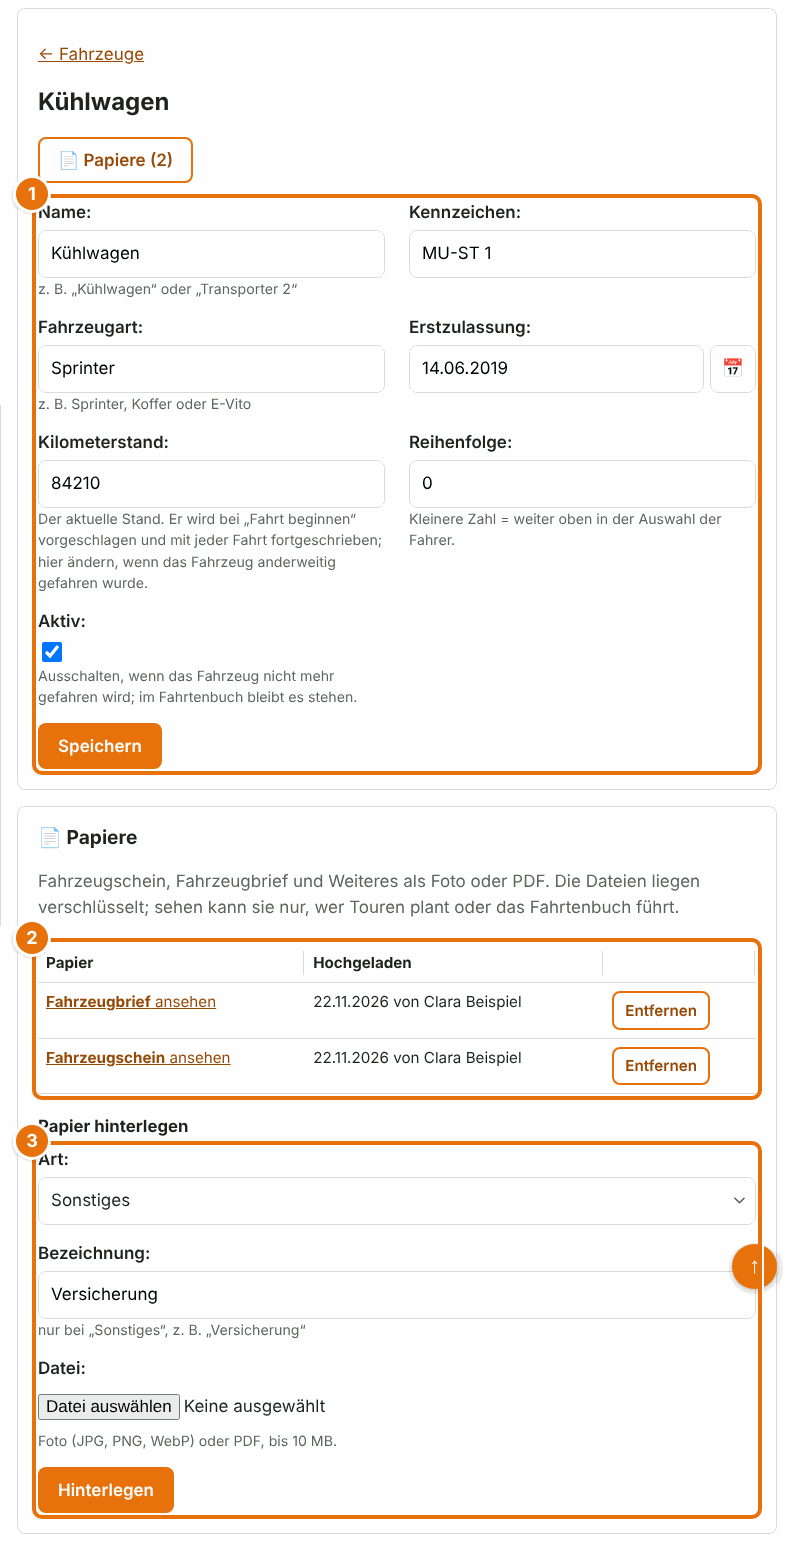 ← Fahrzeuge
Kühlwagen
📄 Papiere (2)
1
Name:
Kennzeichen:
Kühlwagen
MU-ST 1
z. B. „Kühlwagen“ oder „Transporter 2“
Fahrzeugart:
Erstzulassung:
Sprinter
14.06.2019
z. B. Sprinter, Koffer oder E-Vito
Kilometerstand:
Reihenfolge:
84210
0
Der aktuelle Stand. Er wird bei „Fahrt beginnen“
vorgeschlagen und mit jeder Fahrt fortgeschrieben;
hier ändern, wenn das Fahrzeug anderweitig
gefahren wurde.
Kleinere Zahl = weiter oben in der Auswahl der
Fahrer.
Aktiv:
Ausschalten, wenn das Fahrzeug nicht mehr
gefahren wird; im Fahrtenbuch bleibt es stehen.
Speichern
📄 Papiere
Fahrzeugschein, Fahrzeugbrief und Weiteres als Foto oder PDF. Die Dateien liegen
verschlüsselt; sehen kann sie nur, wer Touren plant oder das Fahrtenbuch führt.
2
Papier Hochgeladen
Fahrzeugbrief ansehen 22.11.2026 von Clara Beispiel Entfernen
Fahrzeugschein ansehen 22.11.2026 von Clara Beispiel Entfernen
Papier hinterlegen
3
Art:
Sonstiges
Bezeichnung:
↑
Versicherung
nur bei „Sonstiges“, z. B. „Versicherung“
Datei:
Datei auswählen Keine ausgewählt
Foto (JPG, PNG, WebP) oder PDF, bis 10 MB.
Hinterlegen